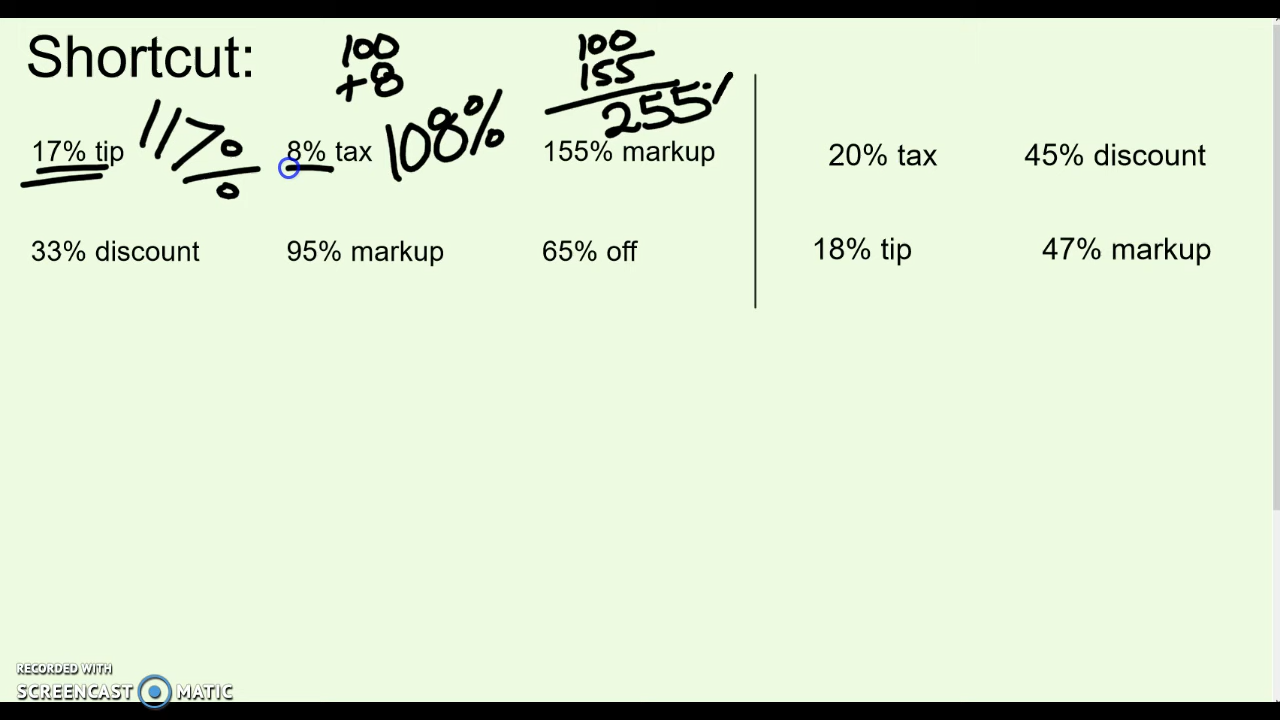 Shortcut:
100
+8
100
155
255%
17% tip 117% 8% tax 108% 155% markup
20% tax 45% discount
33% discount 95% markup 65% off
18% tip 47% markup
RECORDED WITH
SCREENCAST MATIC